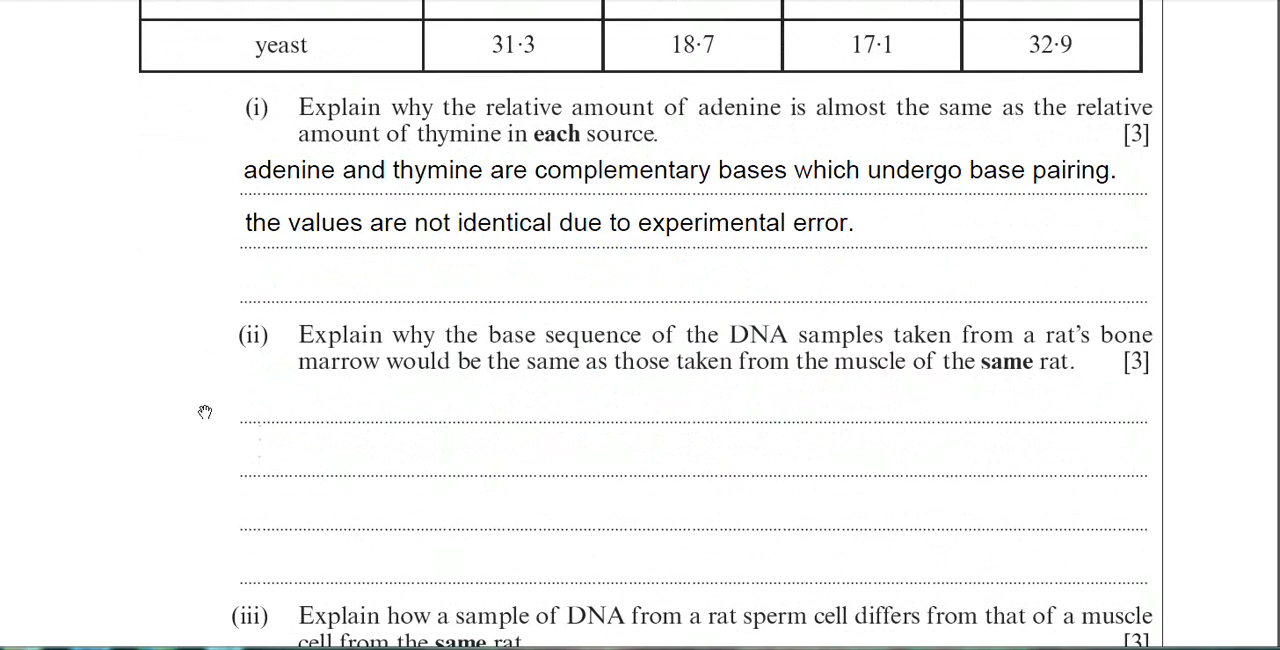 yeast 31·3 18·7 17·1 32·9
(i) Explain why the relative amount of adenine is almost the same as the relative
amount of thymine in each source. [3]
adenine and thymine are complementary bases which undergo base pairing.
the values are not identical due to experimental error.
(ii) Explain why the base sequence of the DNA samples taken from a rat's bone
marrow would be the same as those taken from the muscle of the same rat. [3]
(iii) Explain how a sample of DNA from a rat sperm cell differs from that of a muscle
cell from the same rat [3]